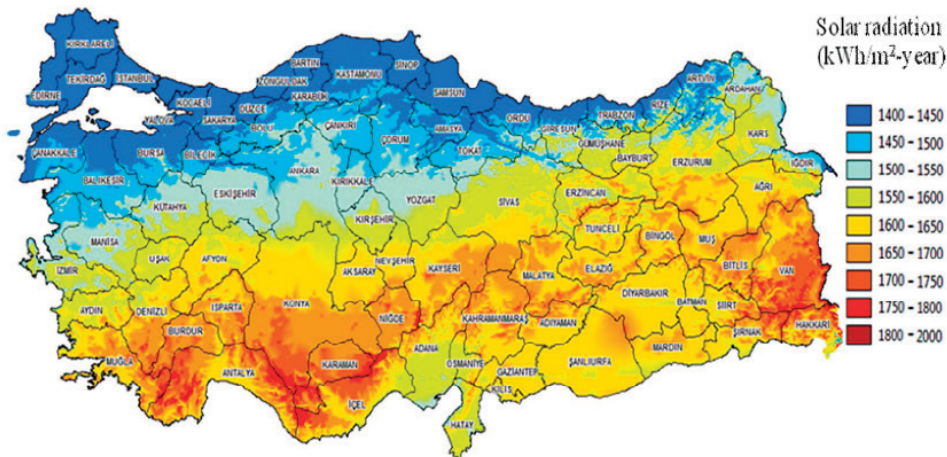 Solar radiation
(kWh/m²-year)
1400 - 1450
1450 - 1500
1500 - 1550
1550 - 1600
1600 - 1650
1650 - 1700
1700 - 1750
1750 - 1800
1800 - 2000
KIRKLARELİ
TEKİRDAĞ
İSTANBUL
EDİRNE
KOCAELİ
YALOVA
SAKARYA
DÜZCE
BOLU
ZONGULDAK
BARTIN
KARABÜK
KASTAMONU
SİNOP
SAMSUN
ÇANKIRI
ÇORUM
AMASYA
TOKAT
ORDU
GİRESUN
TRABZON
RİZE
ARTVİN
ARDAHAN
KARS
GÜMÜŞHANE
BAYBURT
ERZURUM
IĞDIR
AĞRI
ÇANAKKALE
BURSA
BİLECİK
BALIKESİR
KÜTAHYA
ESKİŞEHİR
ANKARA
KIRIKKALE
KIRŞEHİR
YOZGAT
SİVAS
ERZİNCAN
TUNCELİ
BİNGÖL
MUŞ
MANİSA
İZMİR
UŞAK
AFYON
AKSARAY
NEVŞEHİR
KAYSERİ
MALATYA
ELAZIĞ
DİYARBAKIR
BATMAN
BİTLİS
VAN
SİİRT
ŞIRNAK
HAKKARİ
AYDIN
DENİZLİ
ISPARTA
BURDUR
KONYA
NİĞDE
KAHRAMANMARAŞ
ADIYAMAN
MARDİN
MUĞLA
ANTALYA
KARAMAN
İÇEL
ADANA
OSMANİYE
GAZİANTEP
KİLİS
ŞANLIURFA
HATAY